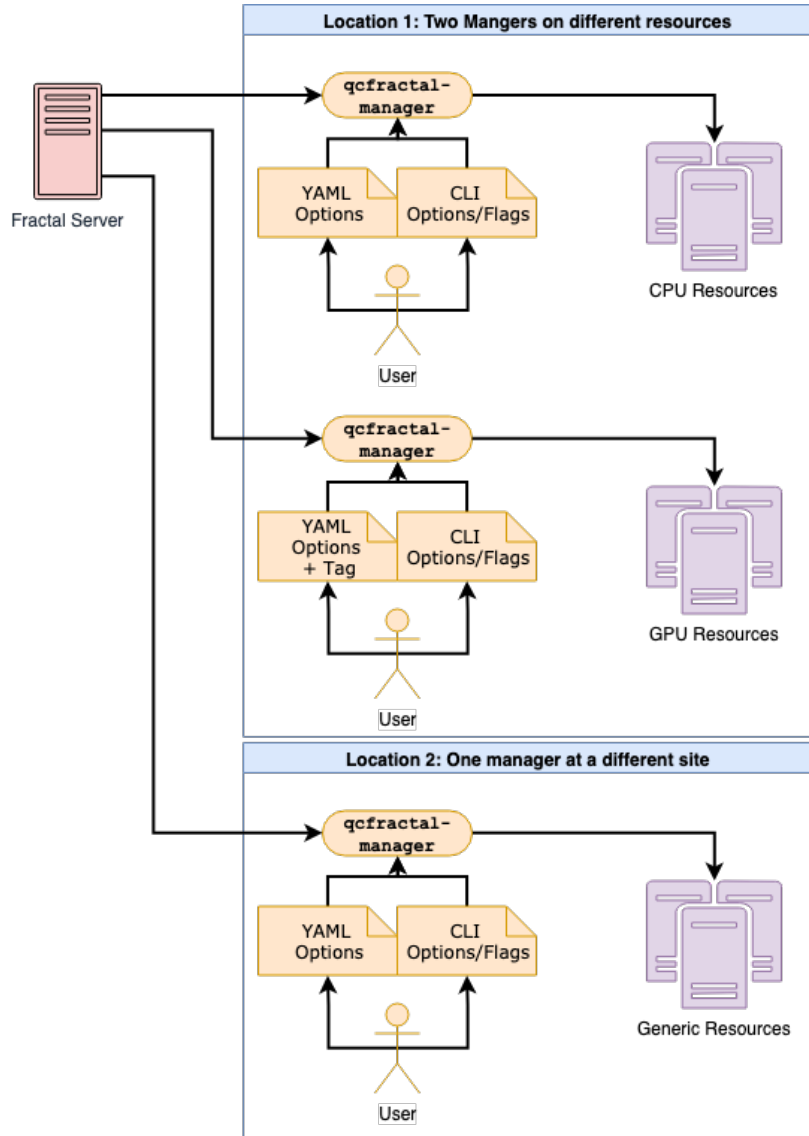 Location 1: Two Mangers on different resources
qcfractal-
manager
Fractal Server
YAML
Options
CLI
Options/Flags
CPU Resources
User
qcfractal-
manager
YAML
Options
+ Tag
CLI
Options/Flags
GPU Resources
User
Location 2: One manager at a different site
qcfractal-
manager
YAML
Options
CLI
Options/Flags
Generic Resources
User